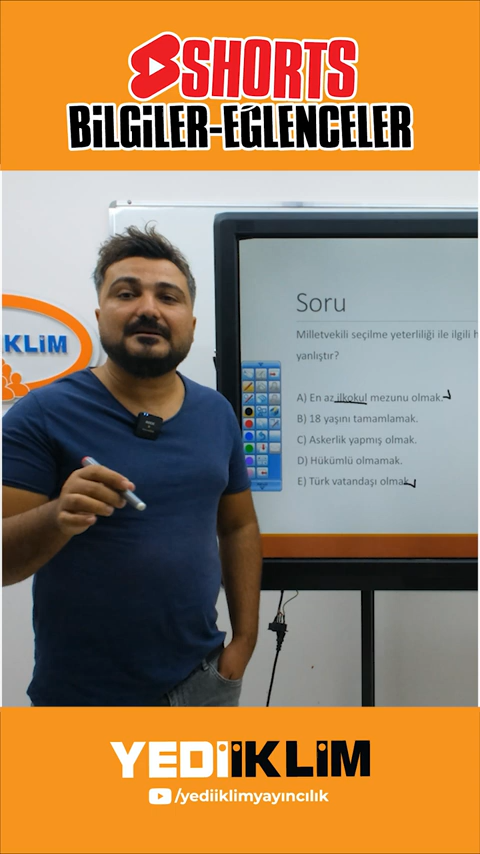 SHORTS
BİLGİLER-EĞLENCELER
KLİM
Soru
Milletvekili seçilme yeterliliği ile ilgili
yanlıştır?
A) En az ilkokul mezunu olmak.
B) 18 yaşını tamamlamak.
C) Askerlik yapmış olmak.
D) Hükümlü olmamak.
E) Türk vatandaşı olmak.
YEDİİKLİM
/yediiklimyayıncılık